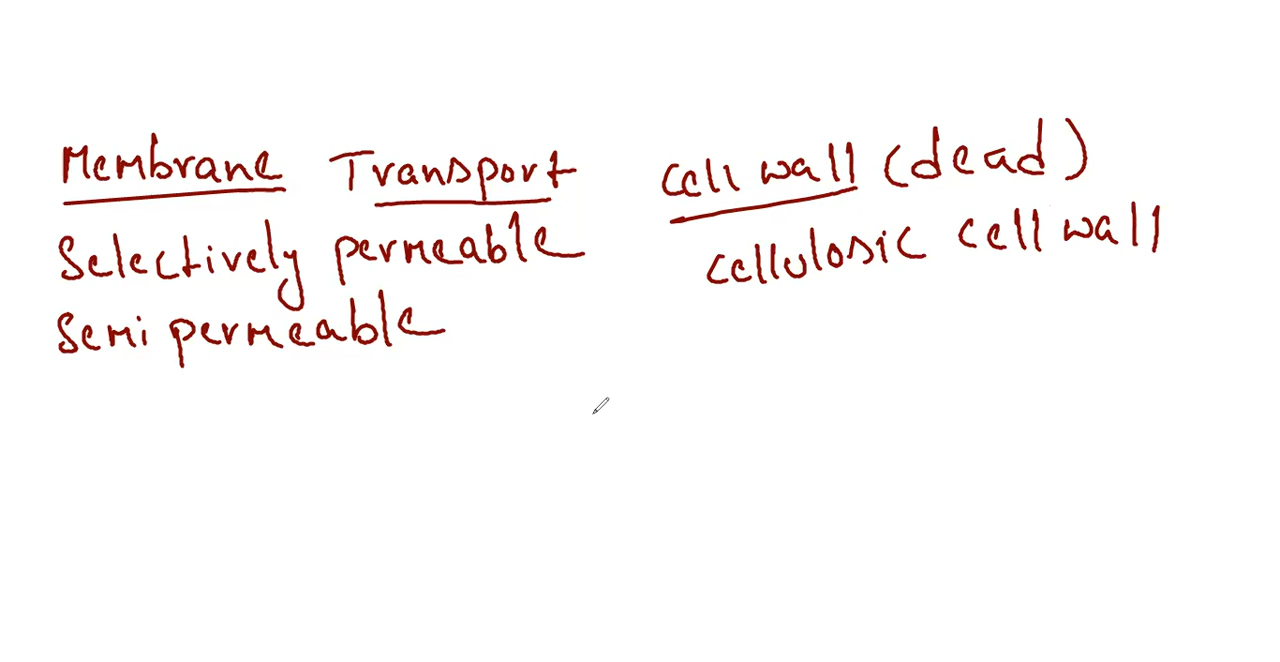 Membrane Transport
Selectively permeable
Semi permeable
cell wall (dead)
cellulosic cell wall